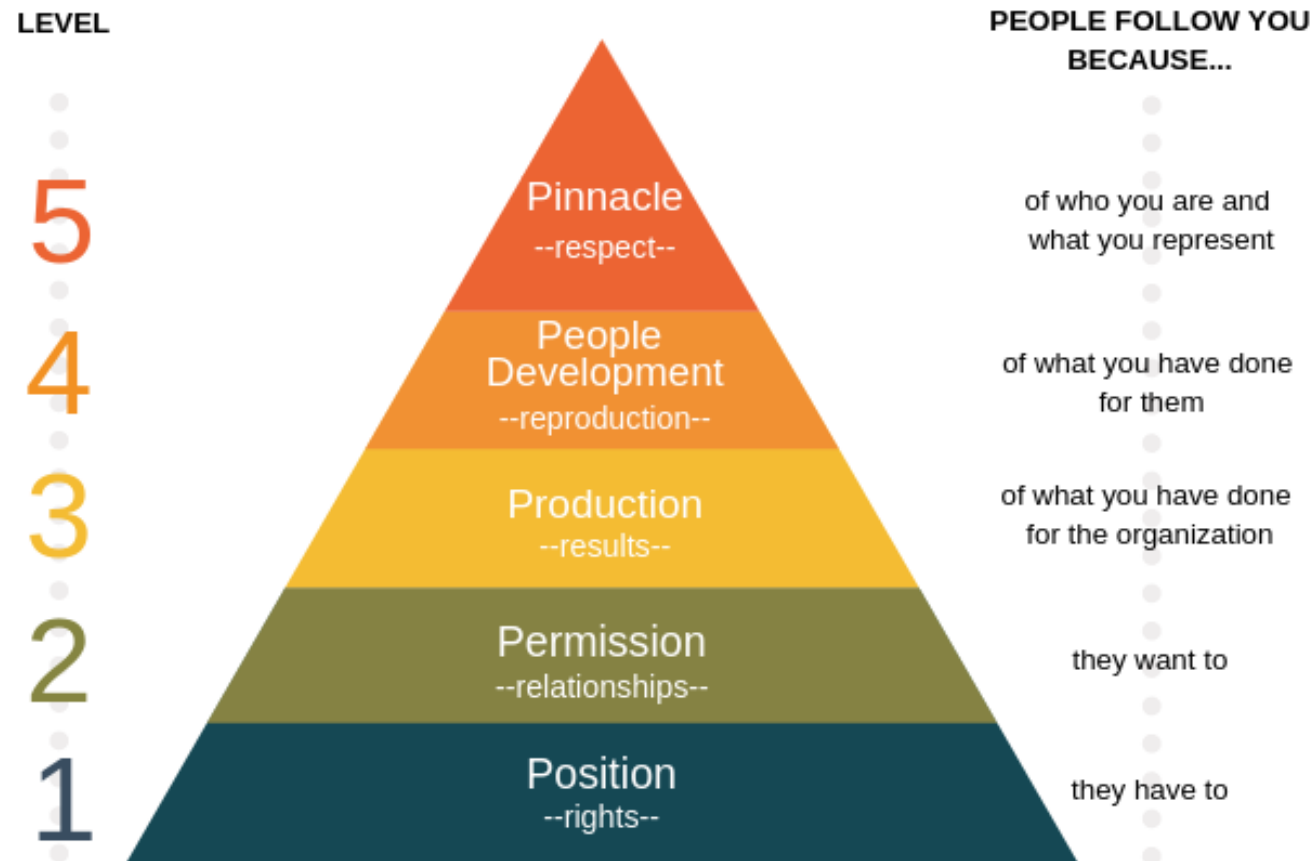 LEVEL
PEOPLE FOLLOW YOU
BECAUSE...
5
Pinnacle
--respect--
of who you are and
what you represent
4
People
Development
--reproduction--
of what you have done
for them
3
Production
--results--
of what you have done
for the organization
2
Permission
--relationships--
they want to
1
Position
--rights--
they have to